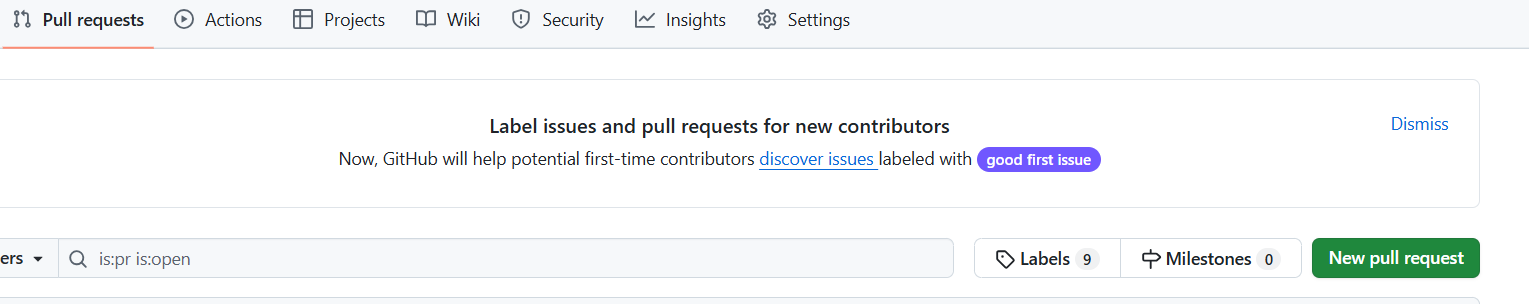 Pull requests Actions Projects Wiki Security Insights Settings
Label issues and pull requests for new contributors
Dismiss
Now, GitHub will help potential first-time contributors discover issues labeled with good first issue
ers is:pr is:open Labels 9 Milestones 0 New pull request